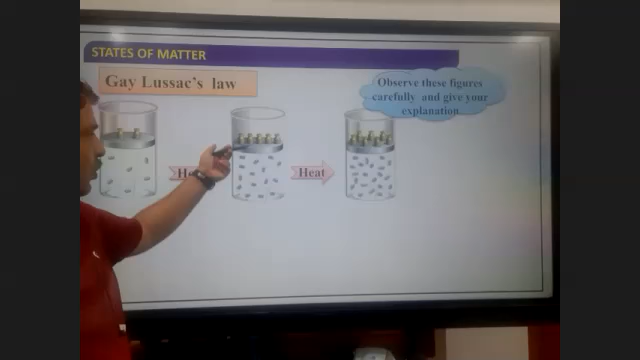 STATES OF MATTER
Gay Lussac's law
Observe these figures
carefully and give your
explanation.
Heat